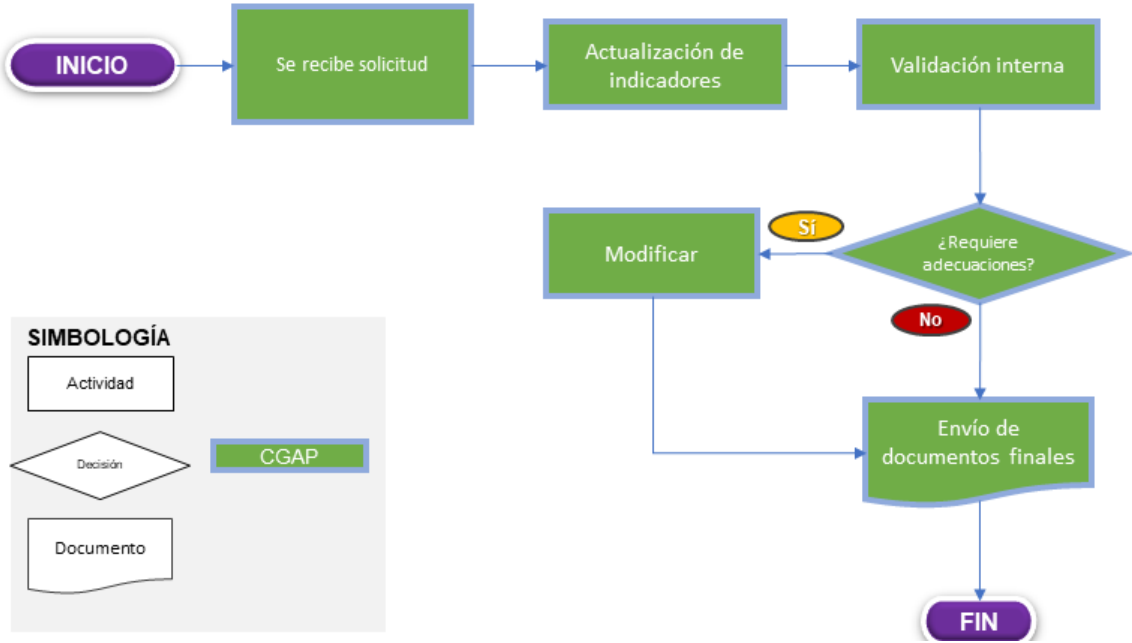 INICIO
Se recibe solicitud
Actualización de
indicadores
Validación interna
¿Requiere
adecuaciones?
Sí
Modificar
No
Envío de
documentos finales
FIN
SIMBOLOGÍA
Actividad
Decisión
CGAP
Documento